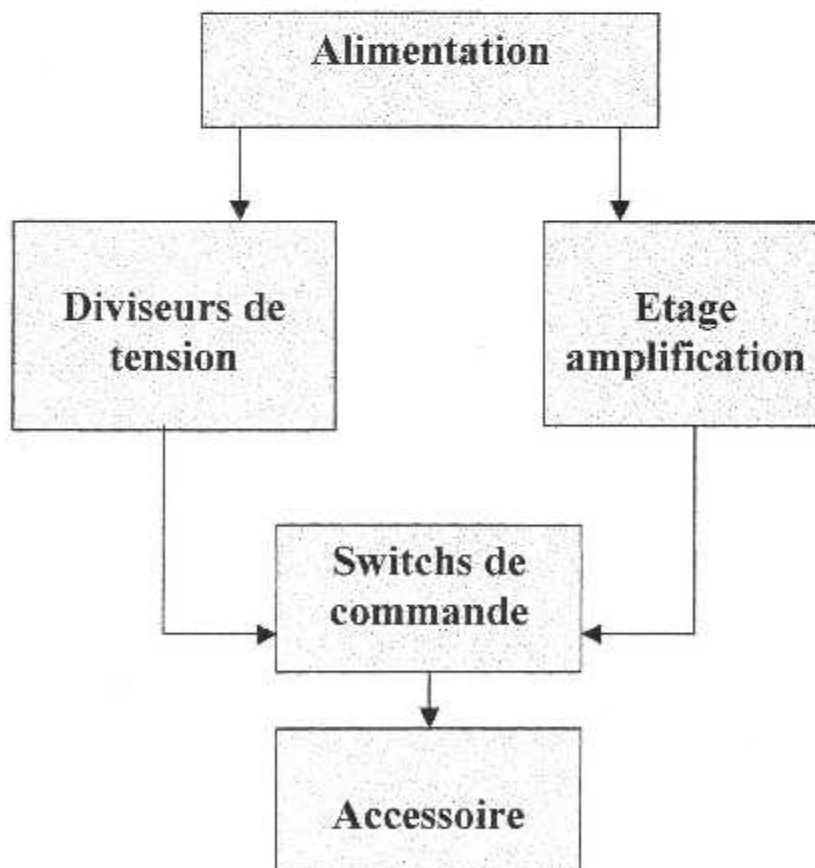 Alimentation
Diviseurs de
tension
Etage
amplification
Switchs de
commande
Accessoire